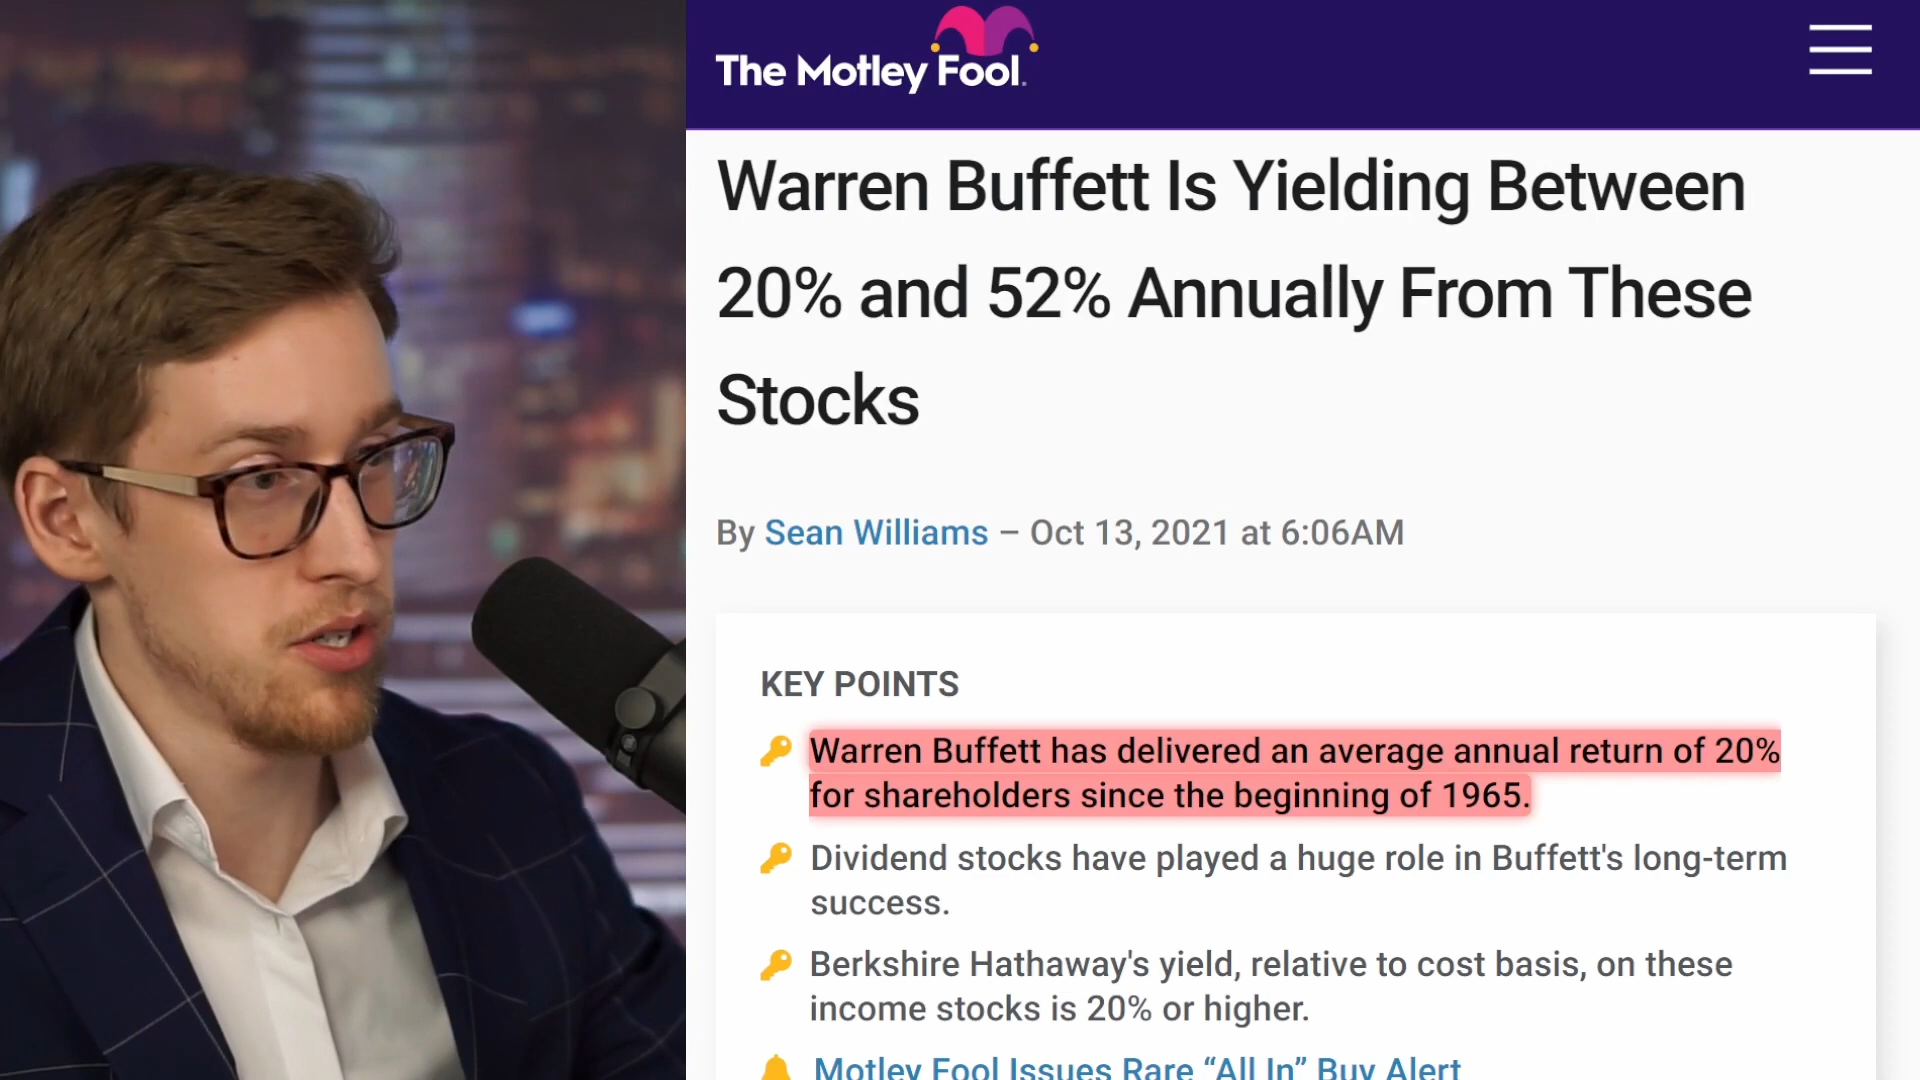 The Motley Fool.
Warren Buffett Is Yielding Between
20% and 52% Annually From These
Stocks
By Sean Williams – Oct 13, 2021 at 6:06AM
KEY POINTS
Warren Buffett has delivered an average annual return of 20%
for shareholders since the beginning of 1965.
Dividend stocks have played a huge role in Buffett's long-term
success.
Berkshire Hathaway's yield, relative to cost basis, on these
income stocks is 20% or higher.
Motley Fool Issues Rare “All In” Buy Alert